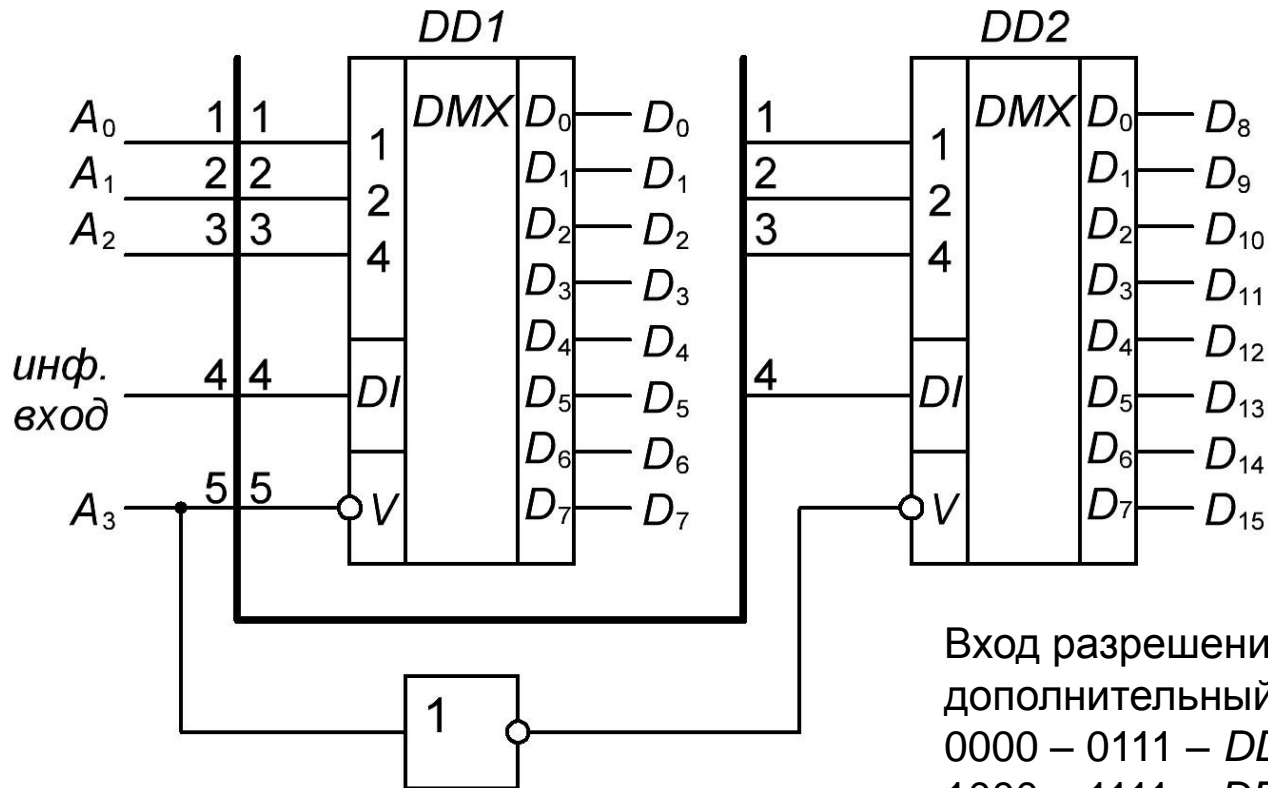 DD1 DD2
A₀ 1 1 1 DMX D₀ D₀ 1 1 DMX D₀ D₈
A₁ 2 2 2 D₁ D₁ 2 2 D₁ D₉
A₂ 3 3 4 D₂ D₂ 3 4 D₂ D₁₀
D₃ D₃ D₃ D₁₁
D₄ D₄ D₄ D₁₂
инф.
вход 4 4 DI D₅ D₅ 4 DI D₅ D₁₃
D₆ D₆ D₆ D₁₄
A₃ 5 5 V D₇ D₇ V D₇ D₁₅
1
Вход
дополнительный
0000 – 0111 –